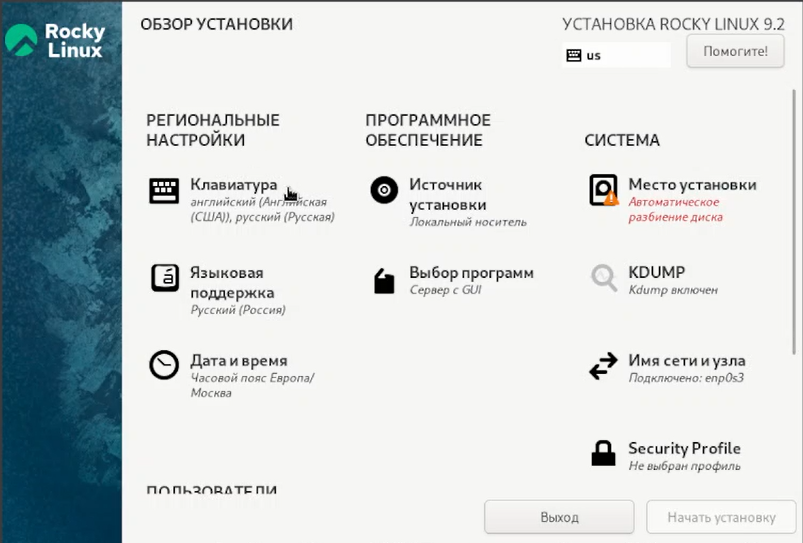 Rocky
Linux
ОБЗОР УСТАНОВКИ
УСТАНОВКА ROCKY LINUX 9.2
us
Помогите!
РЕГИОНАЛЬНЫЕ
НАСТРОЙКИ
Клавиатура
английский (Английская
(США)), русский (Русская)
Языковая
поддержка
Русский (Россия)
Дата и время
Часовой пояс Европа/
Москва
ПРОГРАММНОЕ
ОБЕСПЕЧЕНИЕ
Источник
установки
Локальный носитель
Выбор программ
Сервер с GUI
СИСТЕМА
Место установки
Автоматическое
разбиение диска
KDUMP
Kdump включен
Имя сети и узла
Подключено: enp0s3
Security Profile
Не выбран профиль
ПОЛЬЗОВАТЕЛИ
Выход
Начать установку